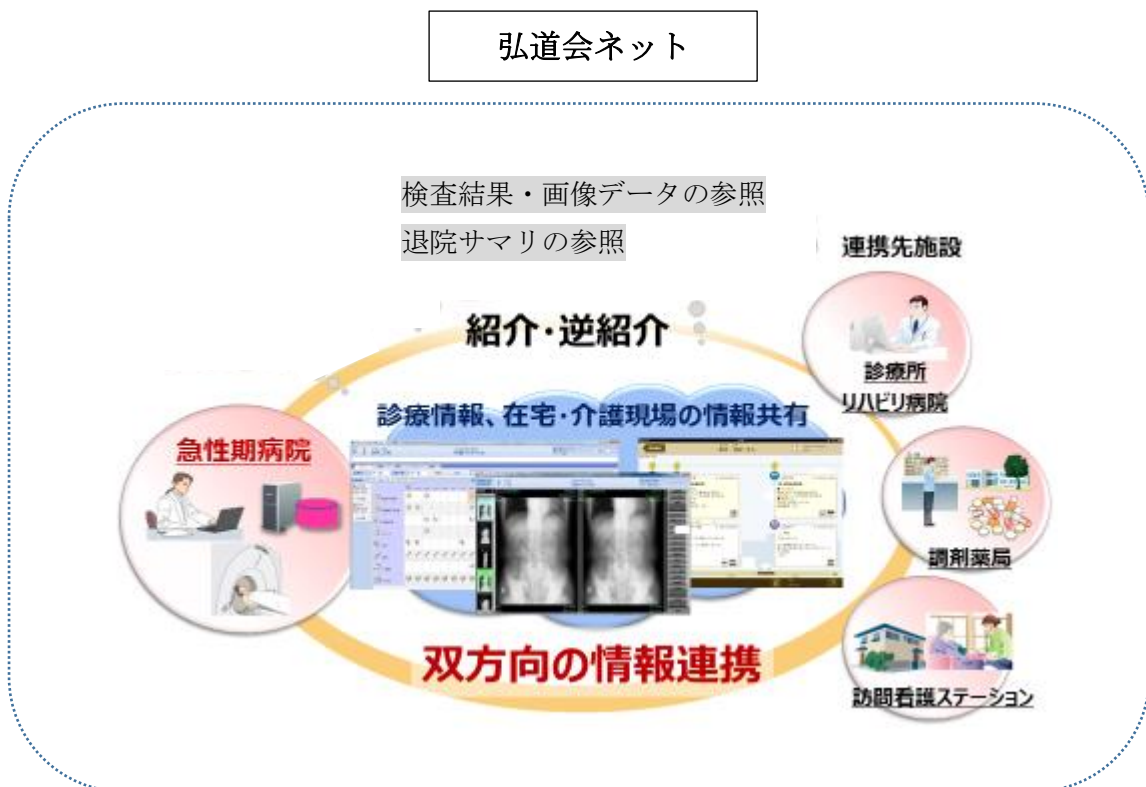 弘道会ネット
検査結果・画像データの参照
退院サマリの参照
連携先施設
紹介・逆紹介
診療所
リハビリ病院
診療情報、在宅・介護現場の情報共有
急性期病院
調剤薬局
双方向の情報連携
訪問看護ステーション